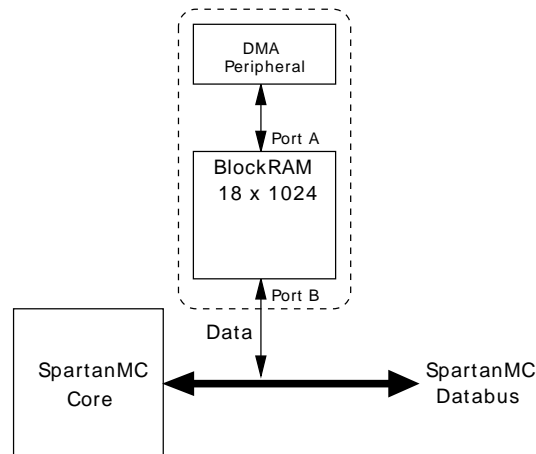 DMA
Peripheral
Port A
BlockRAM
18 x 1024
Port B
Data
SpartanMC
Core
SpartanMC
Databus